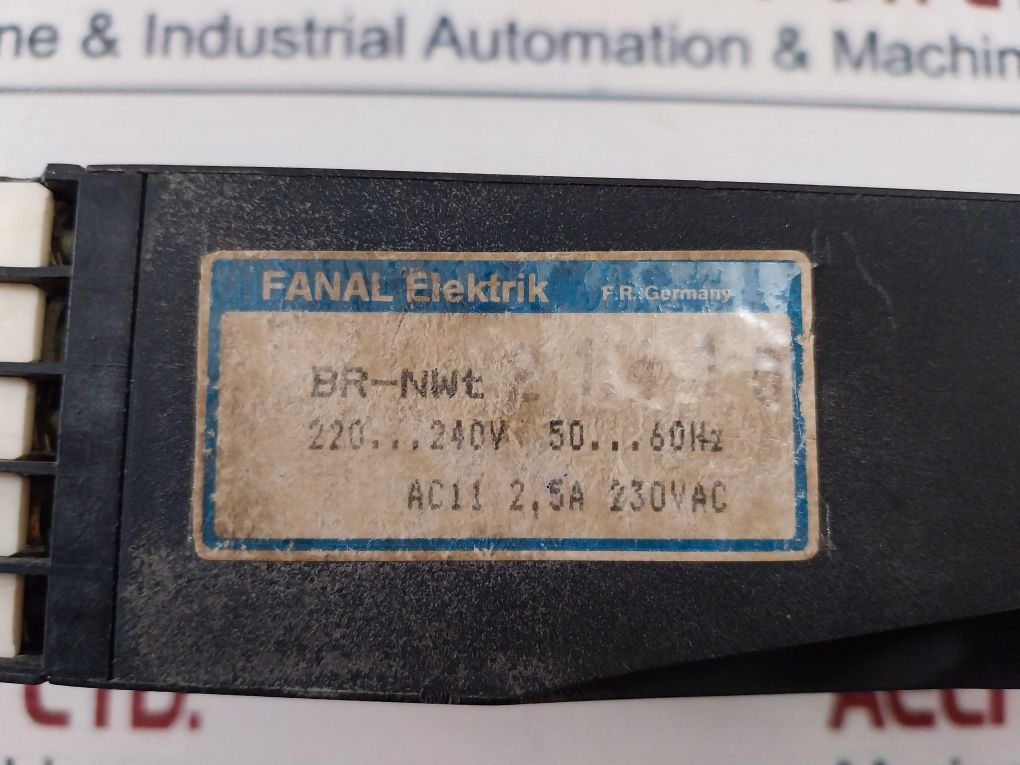 ne & Industrial Automation & Machin
FANAL Elektrik F.R. Germany
BR-NWt
220...240V 50...60Hz
AC11 2,5A 230VAC
LTD.